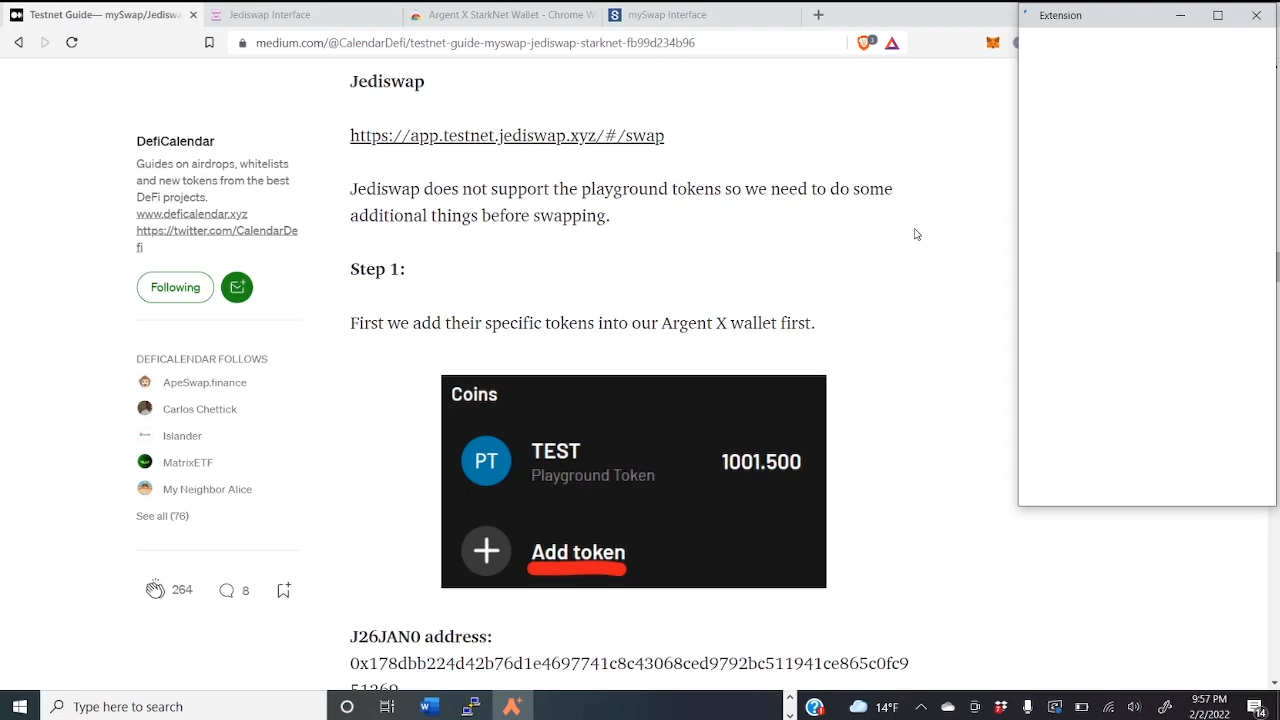 Testnet Guide— mySwap/Jediswa
Jediswap Interface
Argent X StarkNet Wallet - Chrome W
mySwap Interface
Extension
medium.com/@CalendarDefi/testnet-guide-myswap-jediswap-starknet-fb99d234b96
3
Jediswap
https://app.testnet.jediswap.xyz/#/swap
DefiCalendar
Guides on airdrops, whitelists
and new tokens from the best
DeFi projects.
www.deficalendar.xyz
https://twitter.com/CalendarDe
fi
Following
Jediswap does not support the playground tokens so we need to do some
additional things before swapping.
Step 1:
First we add their specific tokens into our Argent X wallet first.
DEFICALENDAR FOLLOWS
ApeSwap.finance
Carlos Chettick
Islander
MatrixETF
My Neighbor Alice
See all (76)
264
8
Coins
PT
TEST
1001.500
Playground Token
Add token
J26JAN0 address:
0x178dbb224d42b76d1e4697741c8c43068ced9792bc511941ce865c0fc9
51269
Type here to search
14°F
9:57 PM
2/2/2022